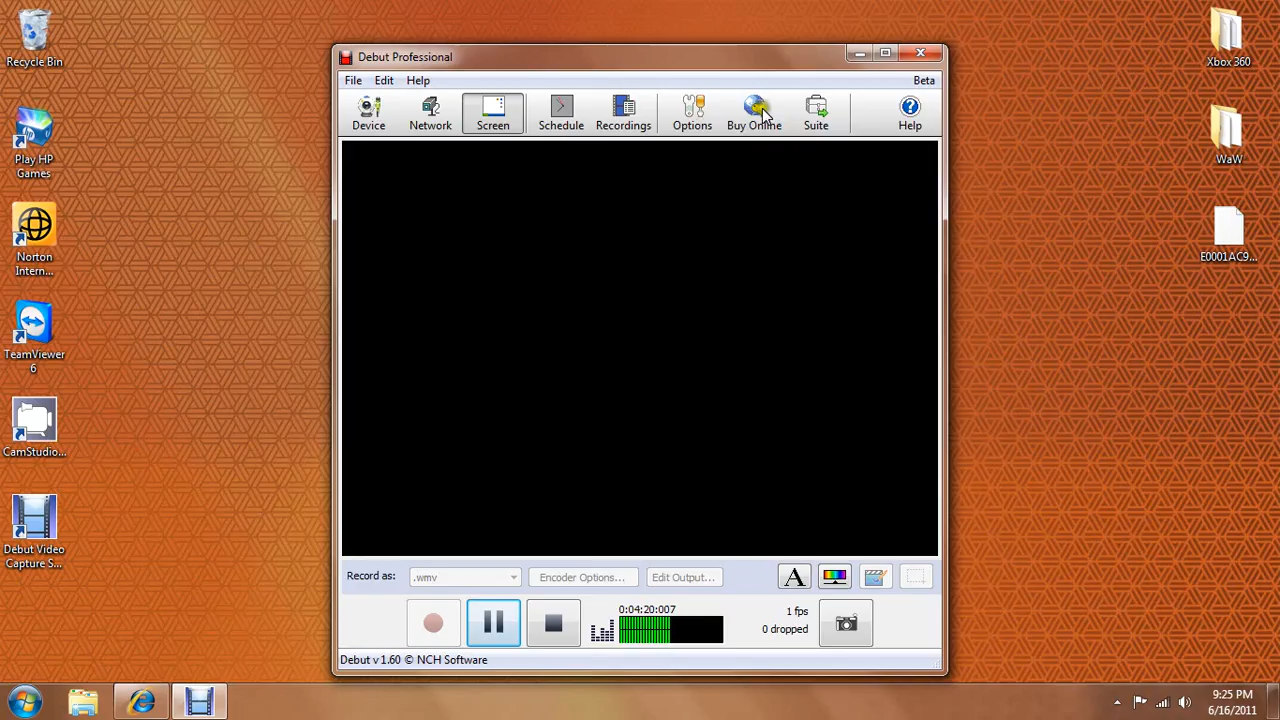 Recycle Bin
Play HP
Games
Norton
Intern...
TeamViewer
6
CamStudio...
Debut Video
Capture S...
Debut Professional
File Edit Help Beta
Device Network Screen Schedule Recordings Options Buy Online Suite Help
Record as: .wmv Encoder Options... Edit Output... A
0:04:20:007 1 fps
0 dropped
Debut v 1.60 © NCH Software
Xbox 360
WaW
E0001AC9...
9:25 PM
6/16/2011